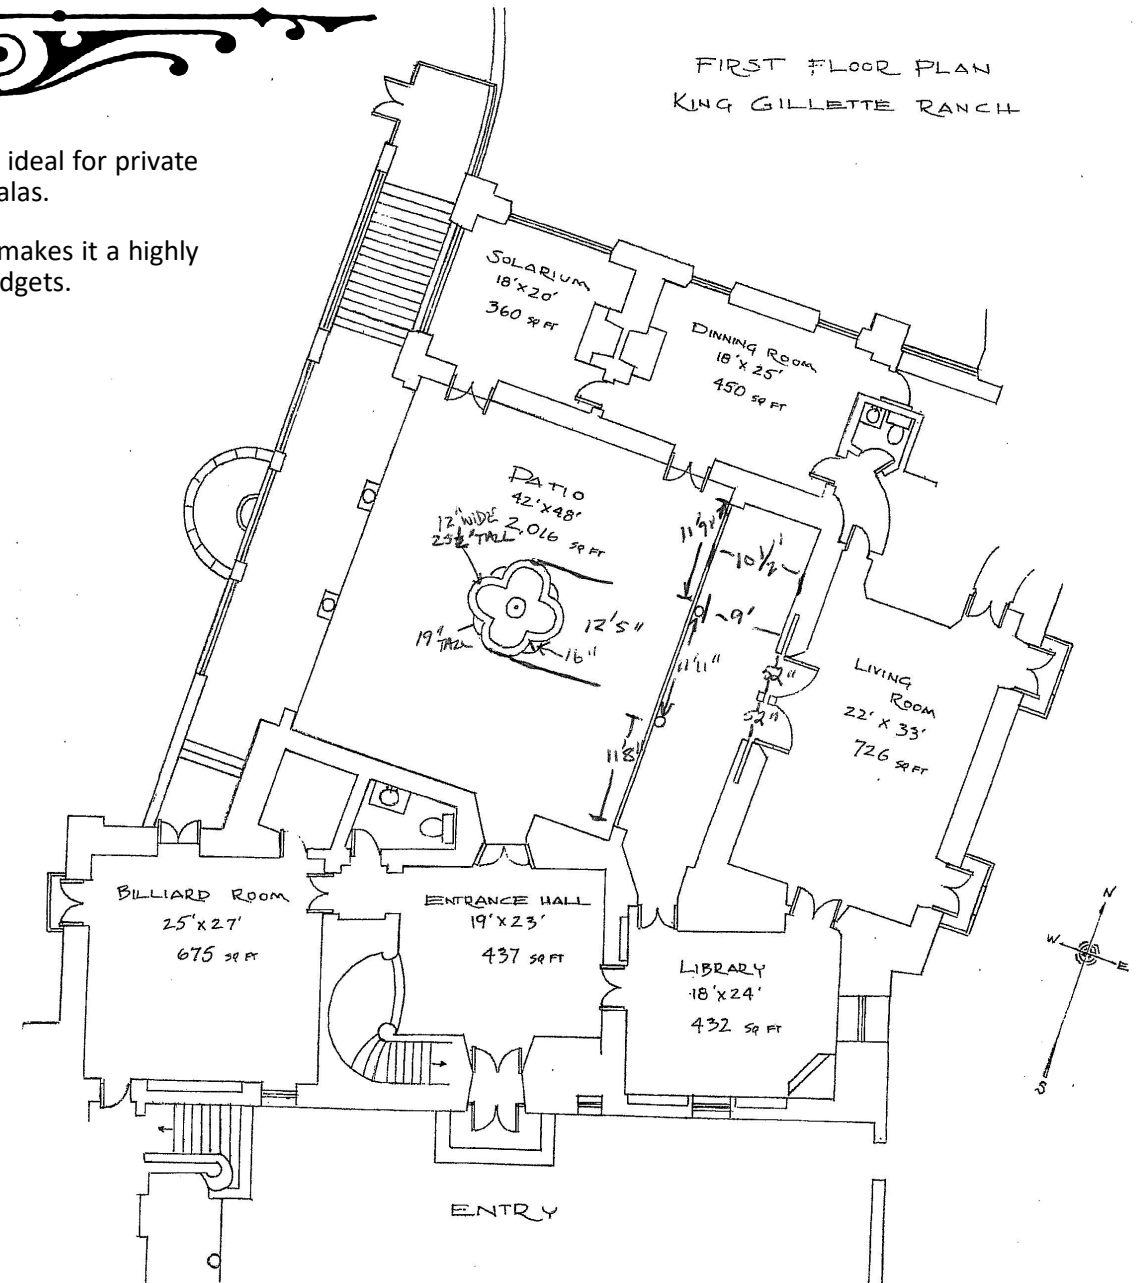 FIRST FLOOR PLAN
KING GILLETTE RANCH
ideal for private
alas.
makes it a highly
dgets.
SOLARIUM
18'x20'
360 SQ FT
DINNING ROOM
18'x 25'
450 SQ FT
PATIO
42'x48'
2,016 SQ FT
12" WIDE
25½" TALL
19" TALL
16"
12'5"
11'9"
10½'
9'
11'11"
52"
11'8"
LIVING
ROOM
22' x 33'
726 SQ FT
BILLIARD ROOM
25'x27'
675 SQ FT
ENTRANCE HALL
19'x23'
437 SQ FT
LIBRARY
18'x24'
432 SQ FT
N
W
E
S
ENTRY